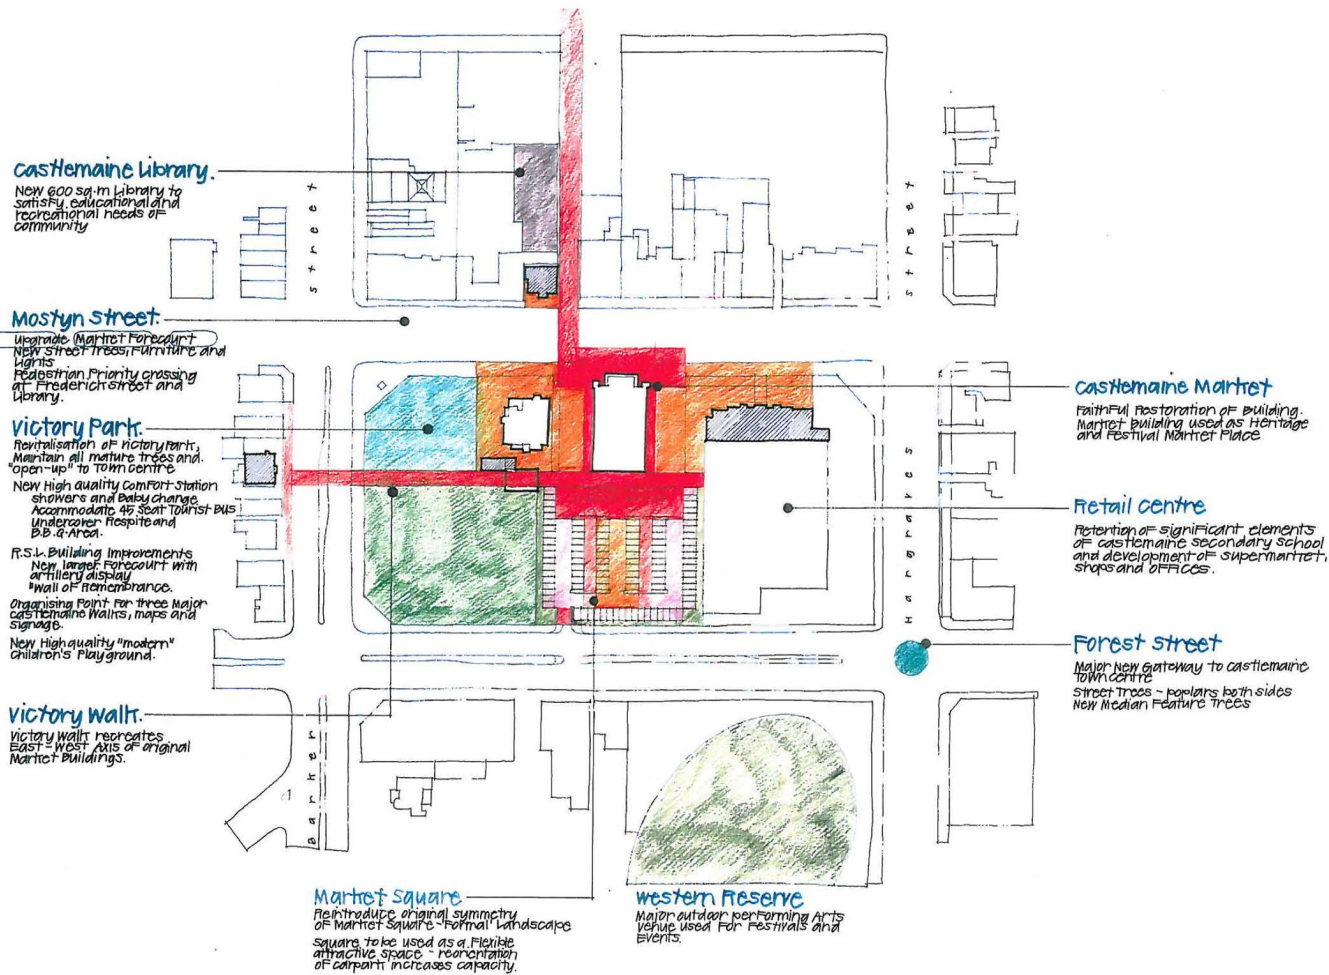 Castlemaine Library.
New 600 sq.m Library to
satisfy educational and
recreational needs of
community
Mostyn Street.
Upgrade Market Forecourt
New Street Trees, Furniture and
Lights
Pedestrian Priority crossing
at Frederick Street and
Library.
Victory Park.
Revitalisation of Victory Park,
Maintain all mature trees and
"open-up" to Town Centre
New High Quality Comfort Station
showers and Baby change
Accommodate 45 Seat Tourist Bus
Undercover Respite and
B.B.Q. Area.
R.S.L. Building Improvements
New larger Forecourt with
artillery display
"Wall of Remembrance.
Organising Point for three Major
Castlemaine Walks, maps and
signage.
New High quality "modern"
Children's Playground.
Victory Walk.
Victory Walk recreates
East-West Axis of original
Market Buildings.
Street
Street
Castlemaine Market
Faithful Restoration of Building.
Market Building used as Heritage
and Festival Market Place
Retail Centre
Retention of significant elements
of Castlemaine Secondary School
and development of supermarket,
shops and offices.
Hargraves
Forest Street
Major New Gateway to Castlemaine
Town Centre
Street Trees - poplars both sides
New Median Feature Trees
Barker
Market Square
Reintroduce original symmetry
of Market Square - "Formal" Landscape
Square to be used as a Flexible
attractive space - reorientation
of carpark increases capacity.
Western Reserve
Major outdoor performing Arts
Venue used for Festivals and
Events.